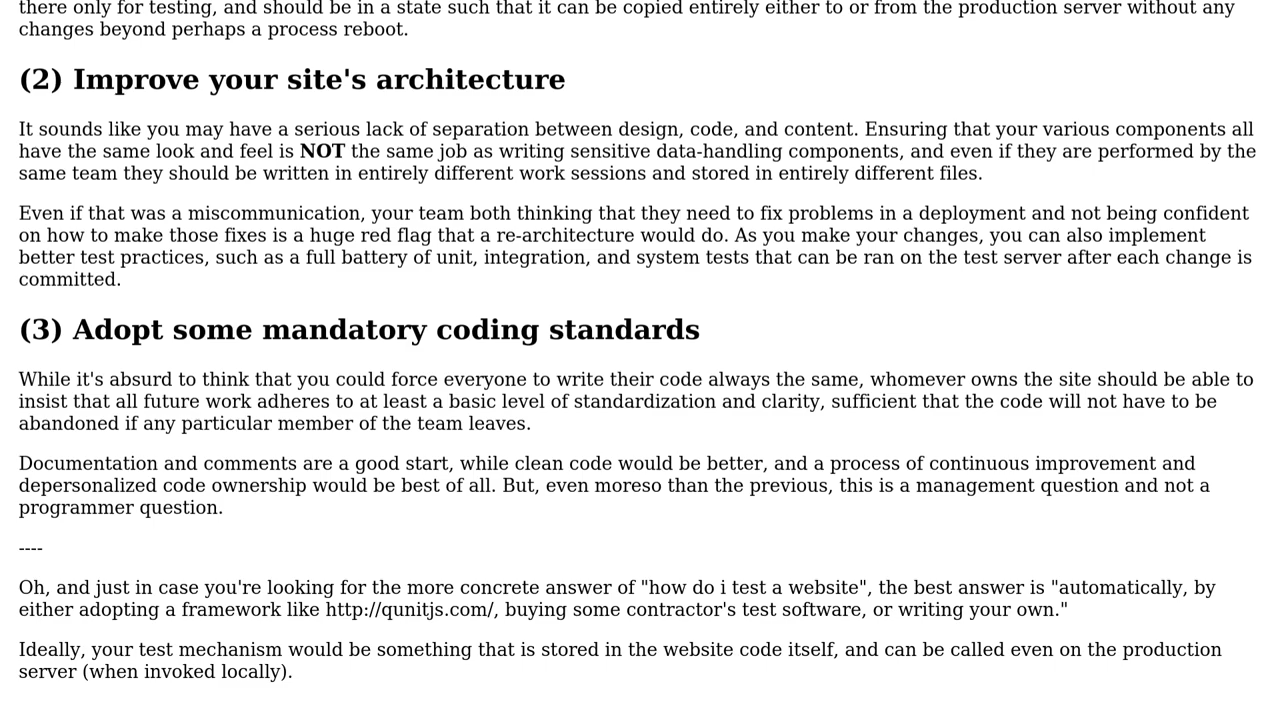 there only for testing, and should be in a state such that it can be copied entirely either to or from the production server without any
changes beyond perhaps a process reboot.
(2) Improve your site's architecture
It sounds like you may have a serious lack of separation between design, code, and content. Ensuring that your various components all
have the same look and feel is NOT the same job as writing sensitive data-handling components, and even if they are performed by the
same team they should be written in entirely different work sessions and stored in entirely different files.
Even if that was a miscommunication, your team both thinking that they need to fix problems in a deployment and not being confident
on how to make those fixes is a huge red flag that a re-architecture would do. As you make your changes, you can also implement
better test practices, such as a full battery of unit, integration, and system tests that can be ran on the test server after each change is
committed.
(3) Adopt some mandatory coding standards
While it's absurd to think that you could force everyone to write their code always the same, whomever owns the site should be able to
insist that all future work adheres to at least a basic level of standardization and clarity, sufficient that the code will not have to be
abandoned if any particular member of the team leaves.
Documentation and comments are a good start, while clean code would be better, and a process of continuous improvement and
depersonalized code ownership would be best of all. But, even moreso than the previous, this is a management question and not a
programmer question.
----
Oh, and just in case you're looking for the more concrete answer of "how do i test a website", the best answer is "automatically, by
either adopting a framework like http://qunitjs.com/, buying some contractor's test software, or writing your own."
Ideally, your test mechanism would be something that is stored in the website code itself, and can be called even on the production
server (when invoked locally).